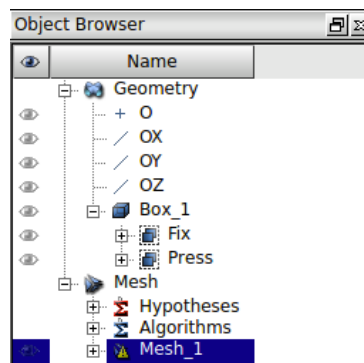 Object Browser
Name
Geometry
O
OX
OY
OZ
Box_1
Fix
Press
Mesh
Hypotheses
Algorithms
Mesh_1